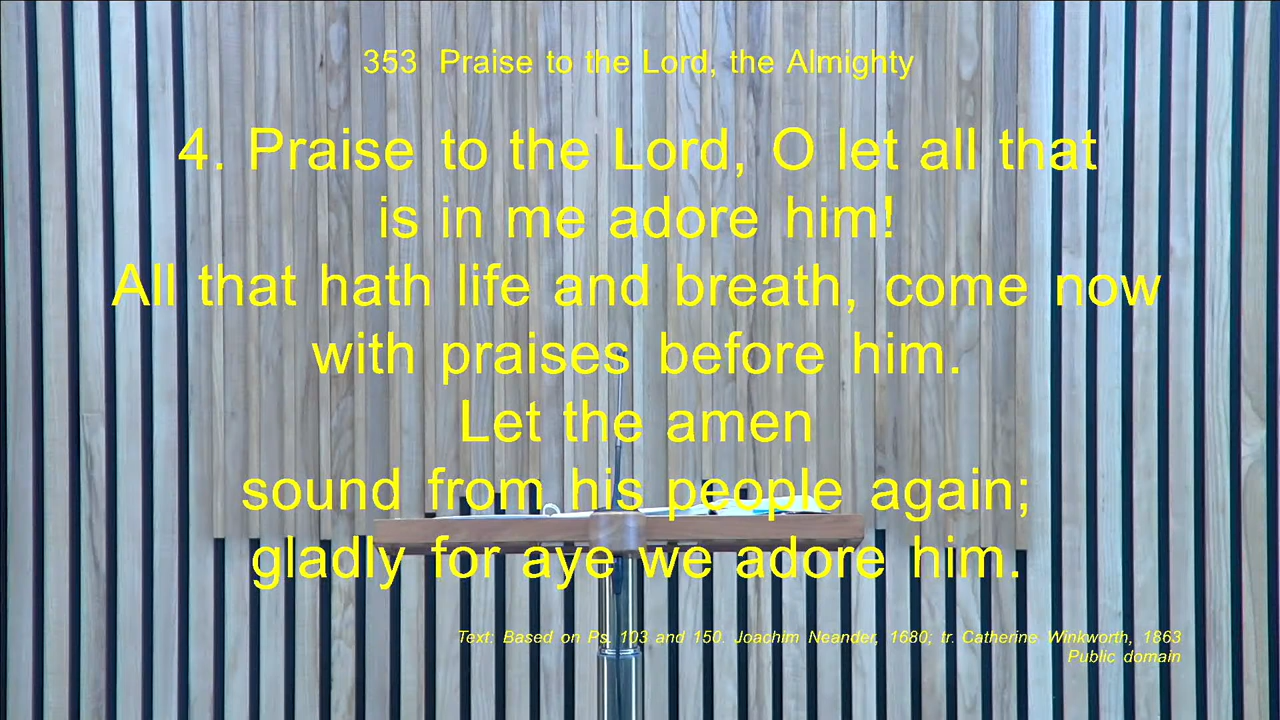 353 Praise to the Lord, the Almighty
4. Praise to the Lord, O let all that
is in me adore him!
All that hath life and breath, come now
with praises before him.
Let the amen
sound from his people again;
gladly for aye we adore him.
Text: Based on Ps. 103 and 150. Joachim Neander, 1680; tr. Catherine Winkworth, 1863
Public domain